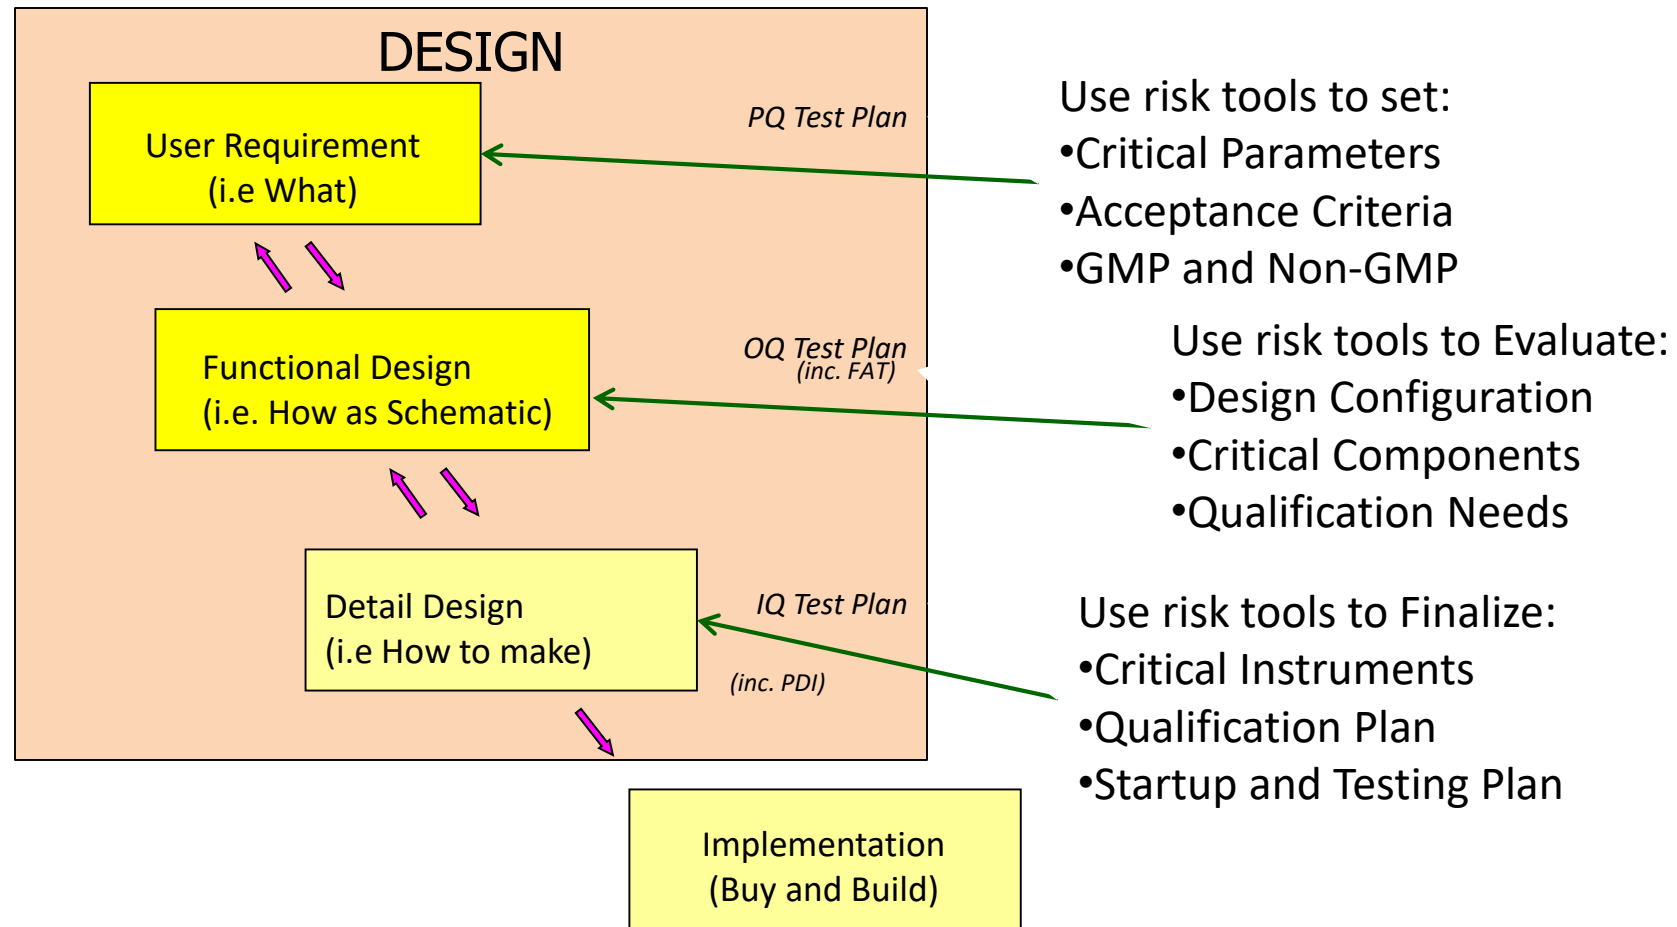 DESIGN
User Requirement
(i.e What)
PQ Test Plan
Use risk tools to set:
•Critical Parameters
•Acceptance Criteria
•GMP and Non-GMP
Functional Design
(i.e. How as Schematic)
OQ Test Plan
(inc. FAT)
Use risk tools to Evaluate:
•Design Configuration
•Critical Components
•Qualification Needs
Detail Design
(i.e How to make)
IQ Test Plan
(inc. PDI)
Use risk tools to Finalize:
•Critical Instruments
•Qualification Plan
•Startup and Testing Plan
Implementation
(Buy and Build)